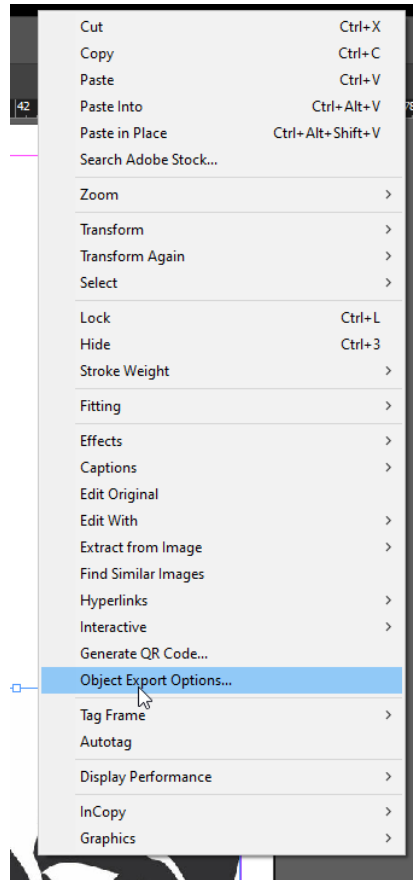 Cut Ctrl+X
Copy Ctrl+C
Paste Ctrl+V
42 Paste Into Ctrl+Alt+V
Paste in Place Ctrl+Alt+Shift+V
Search Adobe Stock...
Zoom >
Transform >
Transform Again >
Select >
Lock Ctrl+L
Hide Ctrl+3
Stroke Weight >
Fitting >
Effects >
Captions >
Edit Original
Edit With >
Extract from Image >
Find Similar Images
Hyperlinks >
Interactive >
Generate QR Code...
Object Export Options...
Tag Frame >
Autotag
Display Performance >
InCopy >
Graphics >